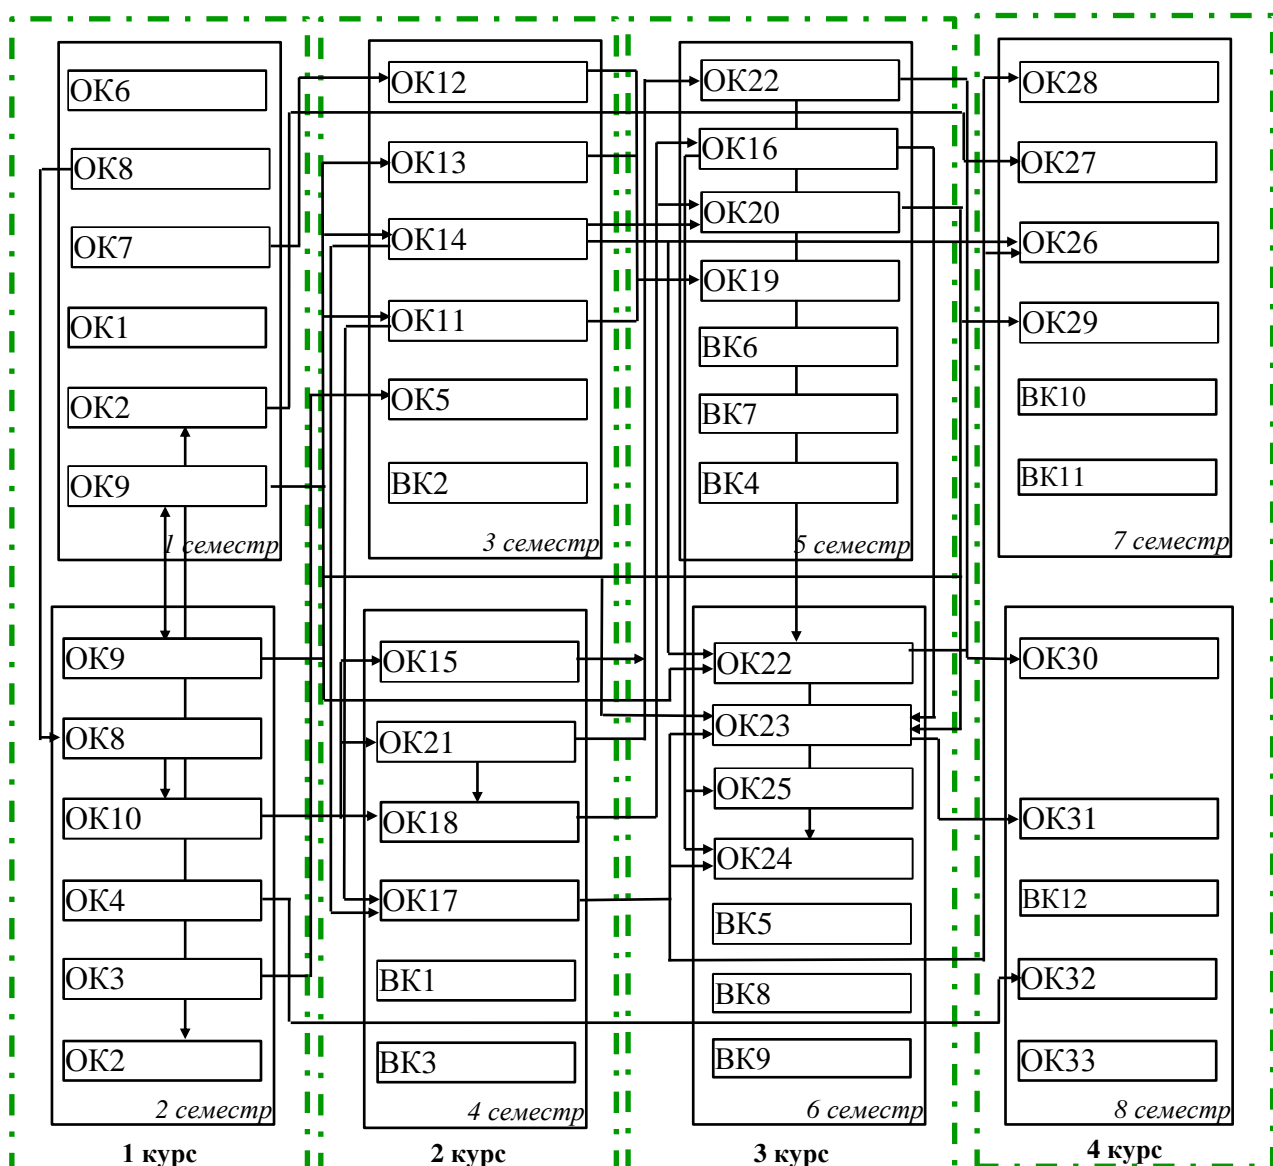 ОК6
ОК8
ОК7
ОК1
ОК2
ОК9
1 семестр
ОК9
ОК8
ОК10
ОК4
ОК3
ОК2
2 семестр
1 курс
ОК12
ОК13
ОК14
ОК11
ОК5
ВК2
3 семестр
ОК15
ОК21
ОК18
ОК17
ВК1
ВК3
4 семестр
2 курс
ОК22
ОК16
ОК20
ОК19
ВК6
ВК7
ВК4
5 семестр
ОК22
ОК23
ОК25
ОК24
ВК5
ВК8
ВК9
6 семестр
3 курс
ОК28
ОК27
ОК26
ОК29
ВК10
ВК11
7 семестр
ОК30
ОК31
ВК12
ОК32
ОК33
8 семестр
4 курс